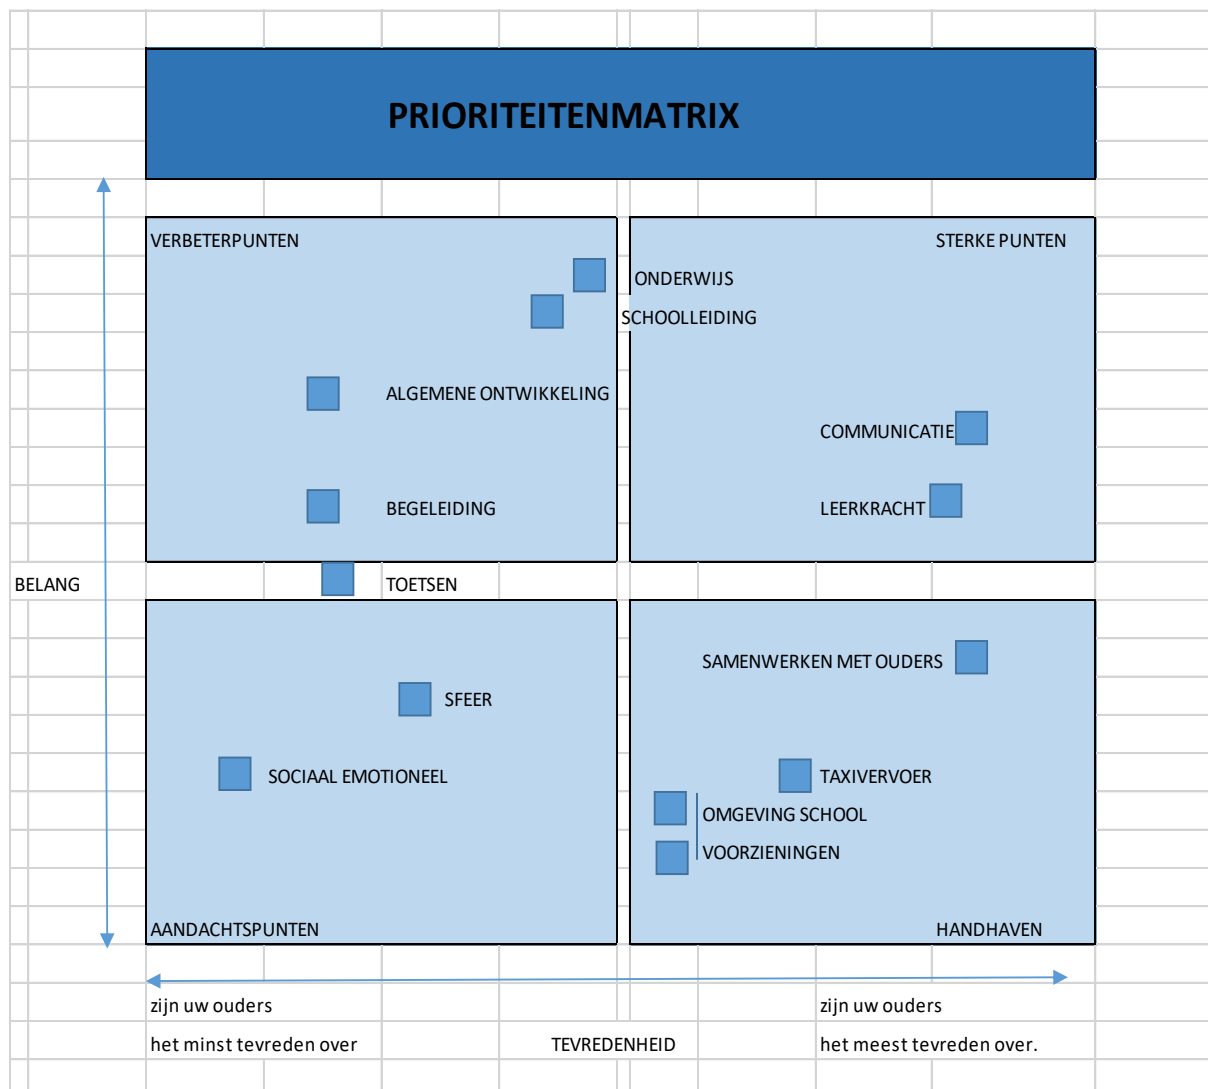 PRIORITEITENMATRIX
VERBETERPUNTEN
STERKE PUNTEN
ONDERWIJS
SCHOOLLEIDING
ALGEMENE ONTWIKKELING
COMMUNICATIE
BEGELEIDING
LEERKRACHT
BELANG
TOETSEN
SAMENWERKEN MET OUDERS
SFEER
SOCIAAL EMOTIONEEL
TAXIVERVOER
OMGEVING SCHOOL
VOORZIENINGEN
AANDACHTSPUNTEN
HANDHAVEN
zijn uw ouders
zijn uw ouders
het minst tevreden over
TEVREDENHEID
het meest tevreden over.